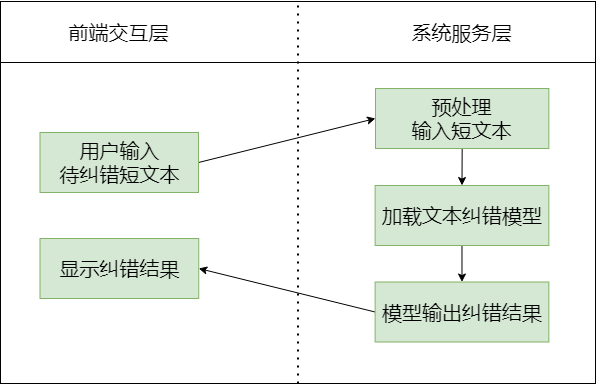 前端交互层
系统服务层
用户输入
待纠错短文本
预处理
输入短文本
加载文本纠错模型
模型输出纠错结果
显示纠错结果